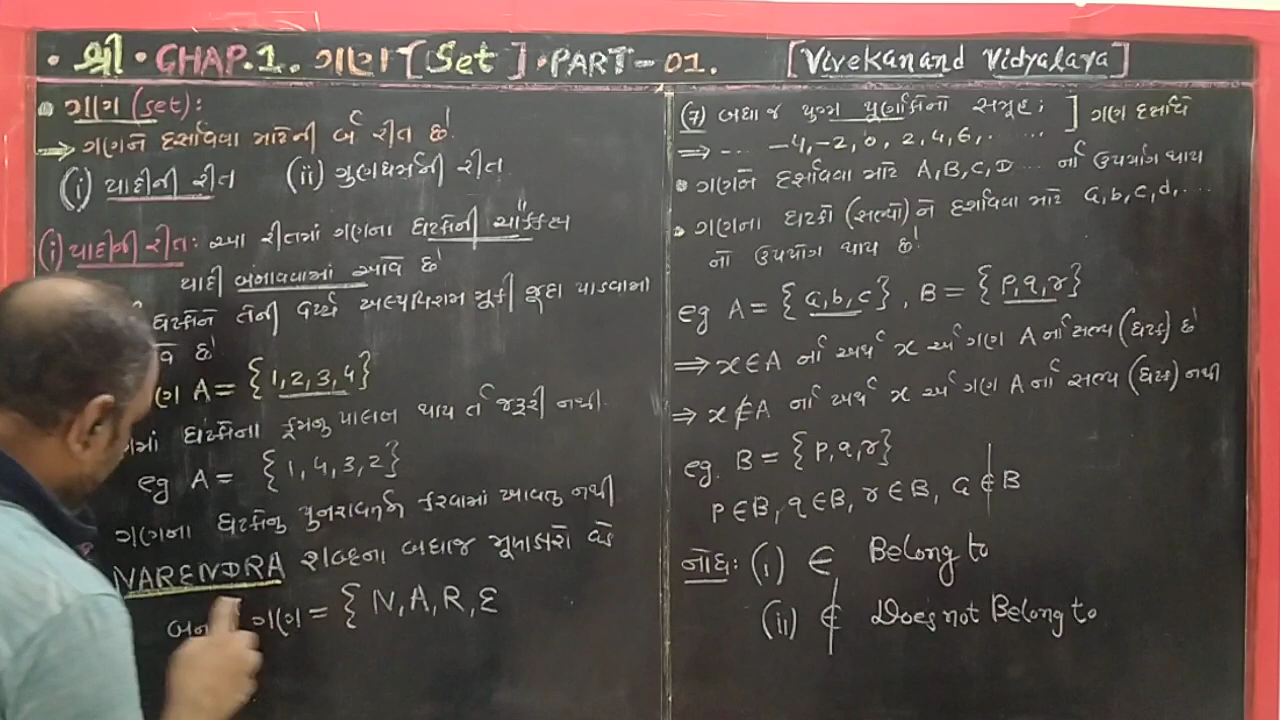 • શ્રી • CHAP.1. ગણ [Set] • PART-01. [Vivekanand Vidyalaya]
• ગણ (set):
⇒ ગણને દર્શાવવા માટેની બે રીત છે.
(i) યાદીની રીત (ii) ગુણધર્મની રીત
(i) યાદીની રીત: આ રીતમાં ગણના ઘટકોની ચોક્કસ
યાદી બનાવવામાં આવે છે
ઘટકોને તેની વચ્ચે અલ્પવિરામ મૂકી જુદા પાડવામાં
છે
A = {1, 2, 3, 4}
ઘટકોના ક્રમનુ પાલન થાય તે જરૂરી નથી.
eg A = {1, 4, 3, 2}
ગણના ઘટકોનુ પુનરાવર્તન કરવામાં આવતુ નથી
NARENDRA શબ્દના બધાજ મૂળાક્ષરો વડે
ગણ = { N, A, R, E
(7) બધા જ યુગ્મ પૂર્ણાંકોનો સમૂહ: ] ગણ દર્શાવે
⇒ ... -4, -2, 0, 2, 4, 6, ......
• ગણને દર્શાવવા માટે A, B, C, D ... નો ઉપયોગ થાય
• ગણના ઘટકો (સભ્યો) ને દર્શાવવા માટે a, b, c, d, ...
નો ઉપયોગ થાય છે.
eg A = {a, b, c}, B = {p, q, r}
⇒ x ∈ A નો અર્થ x એ ગણ A નો સભ્ય (ઘટક) છે
⇒ x ∉ A નો અર્થ x એ ગણ A નો સભ્ય (ઘટક) નથી
eg. B = {p, q, r}
p ∈ B, q ∈ B, r ∈ B, a ∉ B
નોંધ: (i) ∈ Belong to
(ii) ∉ Does not Belong to